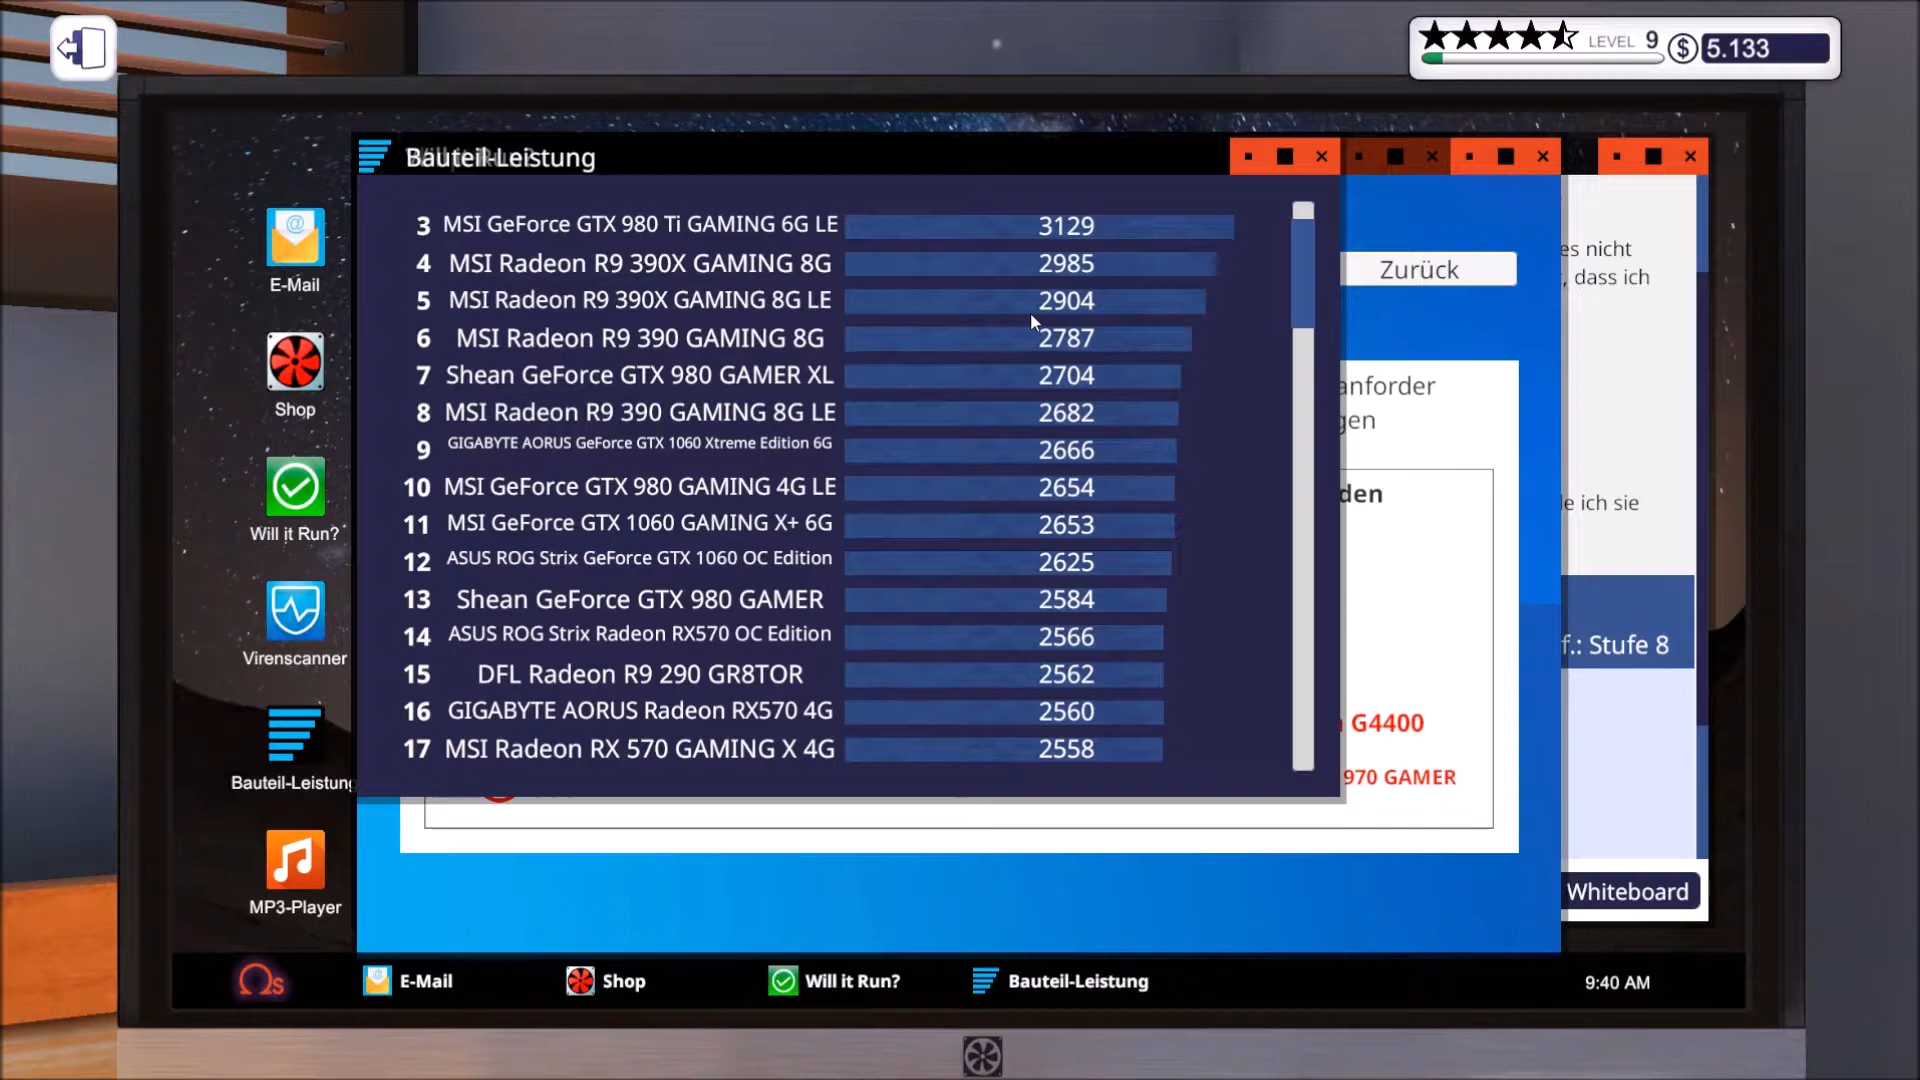 LEVEL 9
5.133
Bauteil-Leistung
3 MSI GeForce GTX 980 Ti GAMING 6G LE 3129
4 MSI Radeon R9 390X GAMING 8G 2985
5 MSI Radeon R9 390X GAMING 8G LE 2904
6 MSI Radeon R9 390 GAMING 8G 2787
7 Shean GeForce GTX 980 GAMER XL 2704
8 MSI Radeon R9 390 GAMING 8G LE 2682
9 GIGABYTE AORUS GeForce GTX 1060 Xtreme Edition 6G 2666
10 MSI GeForce GTX 980 GAMING 4G LE 2654
11 MSI GeForce GTX 1060 GAMING X+ 6G 2653
12 ASUS ROG Strix GeForce GTX 1060 OC Edition 2625
13 Shean GeForce GTX 980 GAMER 2584
14 ASUS ROG Strix Radeon RX570 OC Edition 2566
15 DFL Radeon R9 290 GR8TOR 2562
16 GIGABYTE AORUS Radeon RX570 4G 2560
17 MSI Radeon RX 570 GAMING X 4G 2558
Zurück
anforder
gen
den
G4400
970 GAMER
es nicht
, dass ich
le ich sie
f.: Stufe 8
Whiteboard
E-Mail
Shop
Will it Run?
Virenscanner
Bauteil-Leistung
MP3-Player
Ωs
E-Mail
Shop
Will it Run?
Bauteil-Leistung
9:40 AM